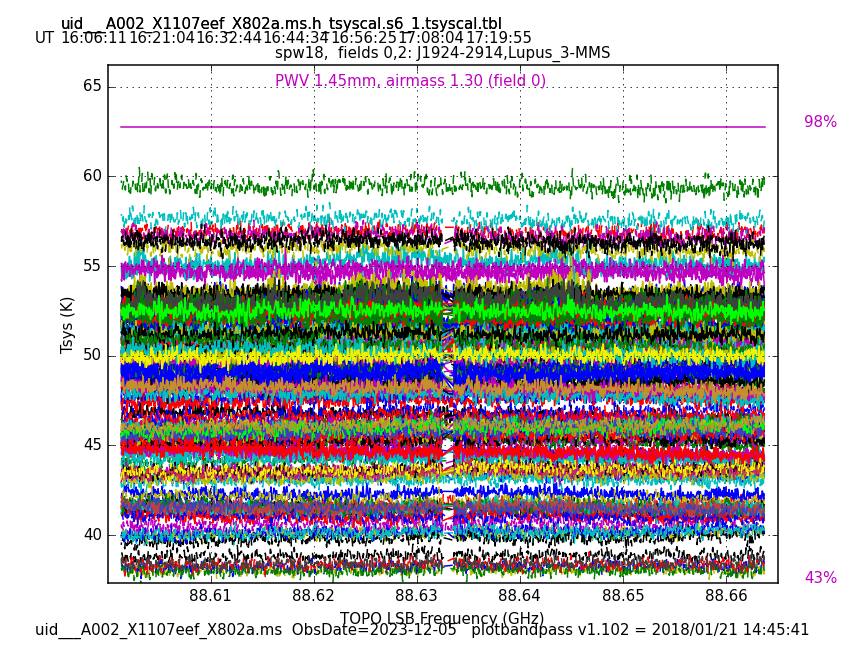 uid___A002_X1107eef_X802a.ms.h_tsyscal.s6_1.tsyscal.tbl
UT 16:06:11 16:21:04 16:32:44 16:44:34 16:56:25 17:08:04 17:19:55
spw18, fields 0,2: J1924-2914,Lupus_3-MMS
PWV 1.45mm, airmass 1.30 (field 0)
98%
65
60
55
50
45
40
Tsys (K)
43%
88.61 88.62 88.63 88.64 88.65 88.66
TOPO LSB Frequency (GHz)
uid___A002_X1107eef_X802a.ms ObsDate=2023-12-05 plotbandpass v1.102 = 2018/01/21 14:45:41